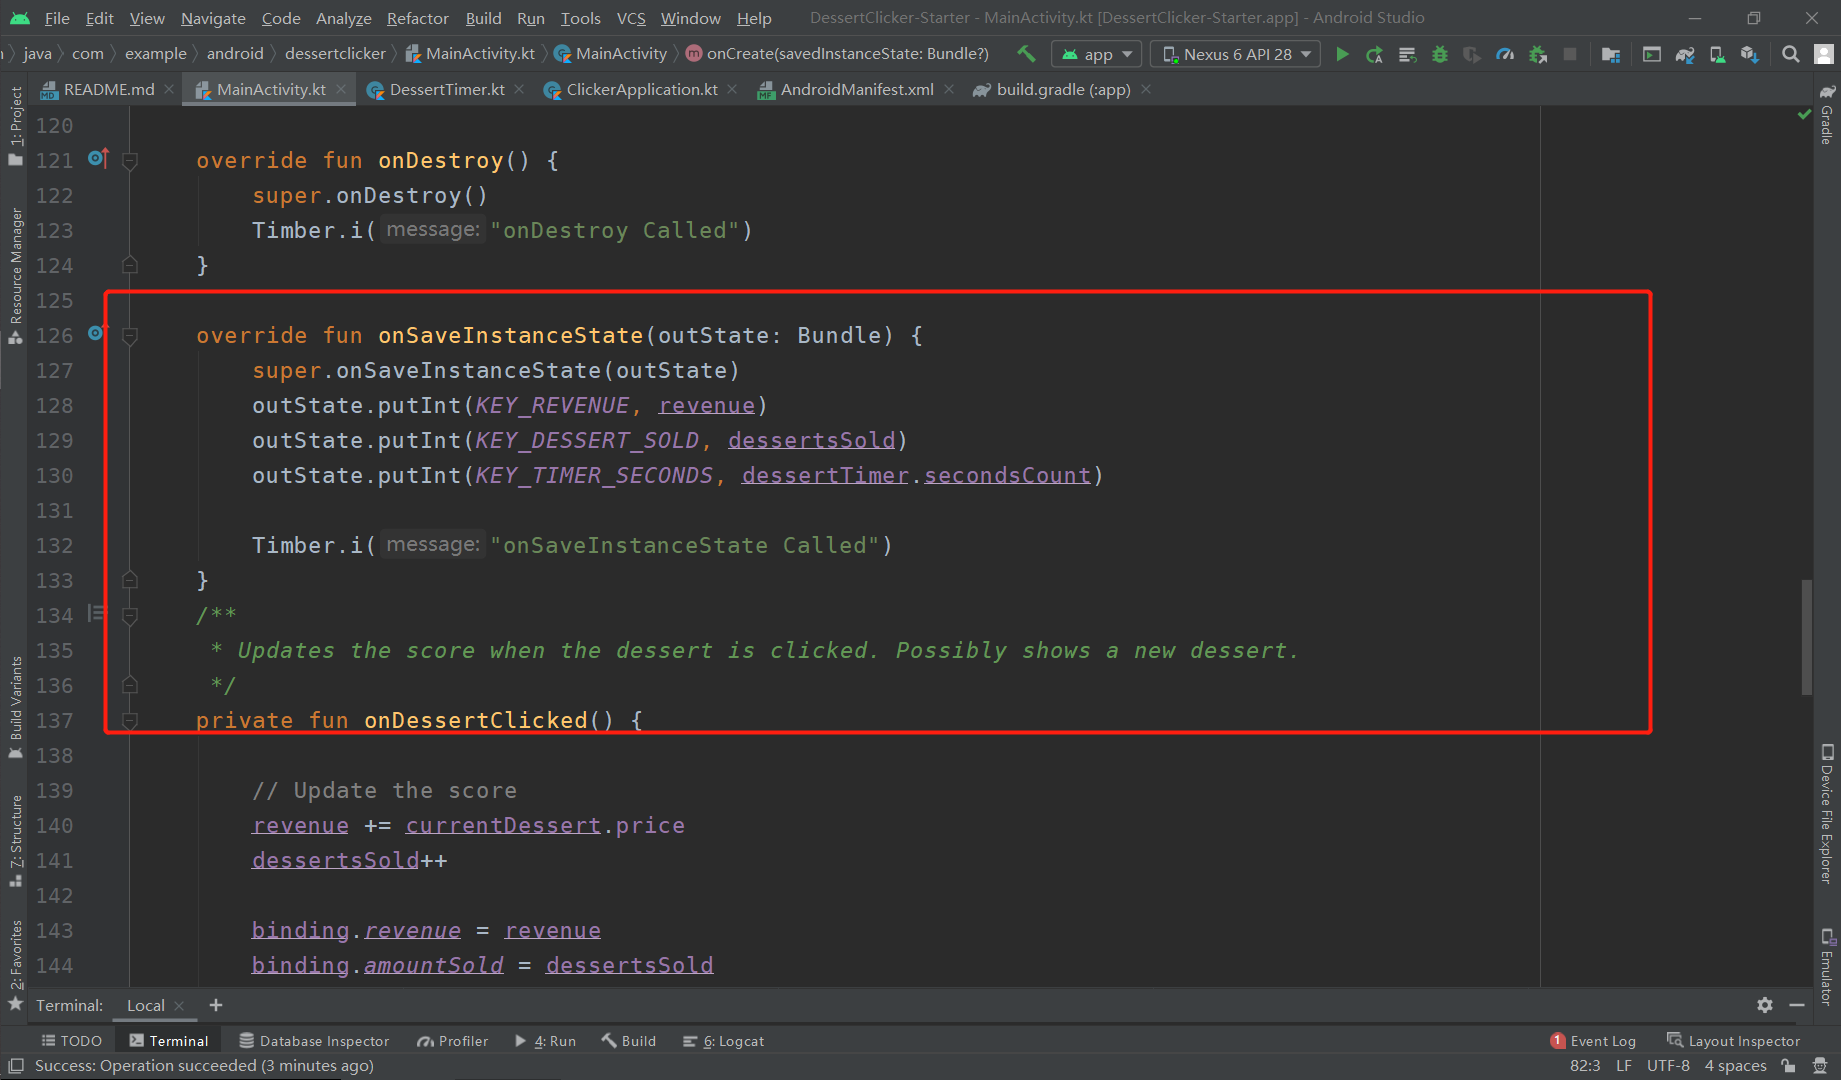 File Edit View Navigate Code Analyze Refactor Build Run Tools VCS Window Help DessertClicker-Starter - MainActivity.kt [DessertClicker-Starter.app] - Android Studio
java com example android dessertclicker MainActivity.kt MainActivity onCreate(savedInstanceState: Bundle?) app Nexus 6 API 28
README.md MainActivity.kt DessertTimer.kt ClickerApplication.kt AndroidManifest.xml build.gradle (:app)
1: Project
Resource Manager
Build Variants
7: Structure
2: Favorites
120
121 override fun onDestroy() {
122 super.onDestroy()
123 Timber.i( message: "onDestroy Called")
124 }
125
126 override fun onSaveInstanceState(outState: Bundle) {
127 super.onSaveInstanceState(outState)
128 outState.putInt(KEY_REVENUE, revenue)
129 outState.putInt(KEY_DESSERT_SOLD, dessertsSold)
130 outState.putInt(KEY_TIMER_SECONDS, dessertTimer.secondsCount)
131
132 Timber.i( message: "onSaveInstanceState Called")
133 }
134 /**
135 * Updates the score when the dessert is clicked. Possibly shows a new dessert.
136 */
137 private fun onDessertClicked() {
138
139 // Update the score
140 revenue += currentDessert.price
141 dessertsSold++
142
143 binding.revenue = revenue
144 binding.amountSold = dessertsSold
Gradle
Device File Explorer
Emulator
Terminal: Local +
TODO Terminal Database Inspector Profiler 4: Run Build 6: Logcat 1 Event Log Layout Inspector
Success: Operation succeeded (3 minutes ago) 82:3 LF UTF-8 4 spaces